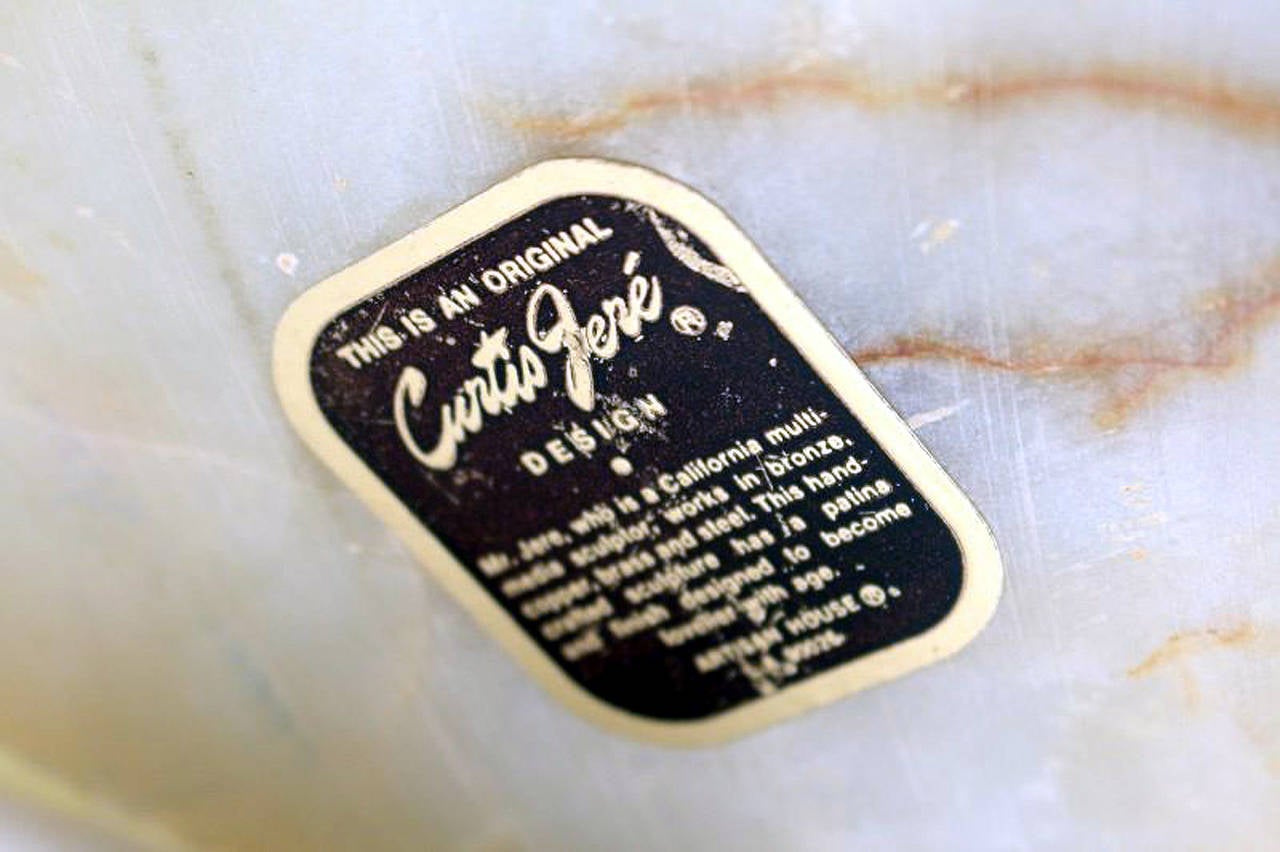 THIS IS AN ORIGINAL
Curtis Jeré ®
DESIGN
Mr. Jere, who is a California multi-
media sculptor, works in bronze,
copper, brass and steel. This hand-
crafted sculpture has a patina
and finish designed to become
lovelier with age.
ARTISAN HOUSE ®
90026